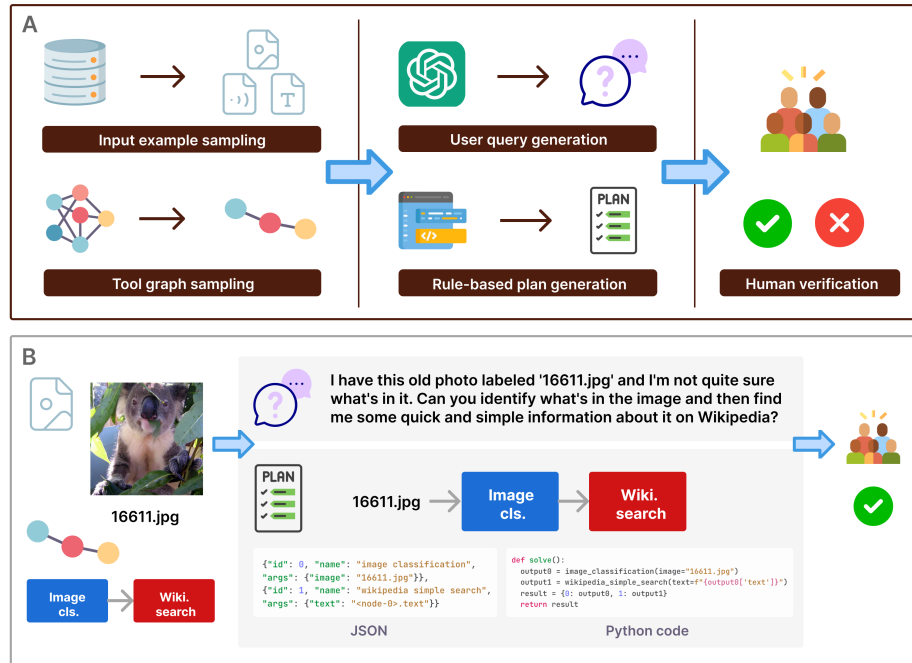 A
T
Input example sampling
Tool graph sampling
?
User query generation
</>
PLAN
Rule-based plan generation
Human verification
B
16611.jpg
Image
cls.
Wiki.
search
?
I have this old photo labeled '16611.jpg' and I'm not quite sure
what's in it. Can you identify what's in the image and then find
me some quick and simple information about it on Wikipedia?
PLAN
16611.jpg
Image
cls.
Wiki.
search
{"id": 0, "name": "image classification",
"args": {"image": "16611.jpg"}},
{"id": 1, "name": "wikipedia simple search",
"args": {"text": "<node-0>.text"}}
JSON
def solve():
output0 = image_classification(image="16611.jpg")
output1 = wikipedia_simple_search(text=f"{output0['text']}")
result = {0: output0, 1: output1}
return result
Python code